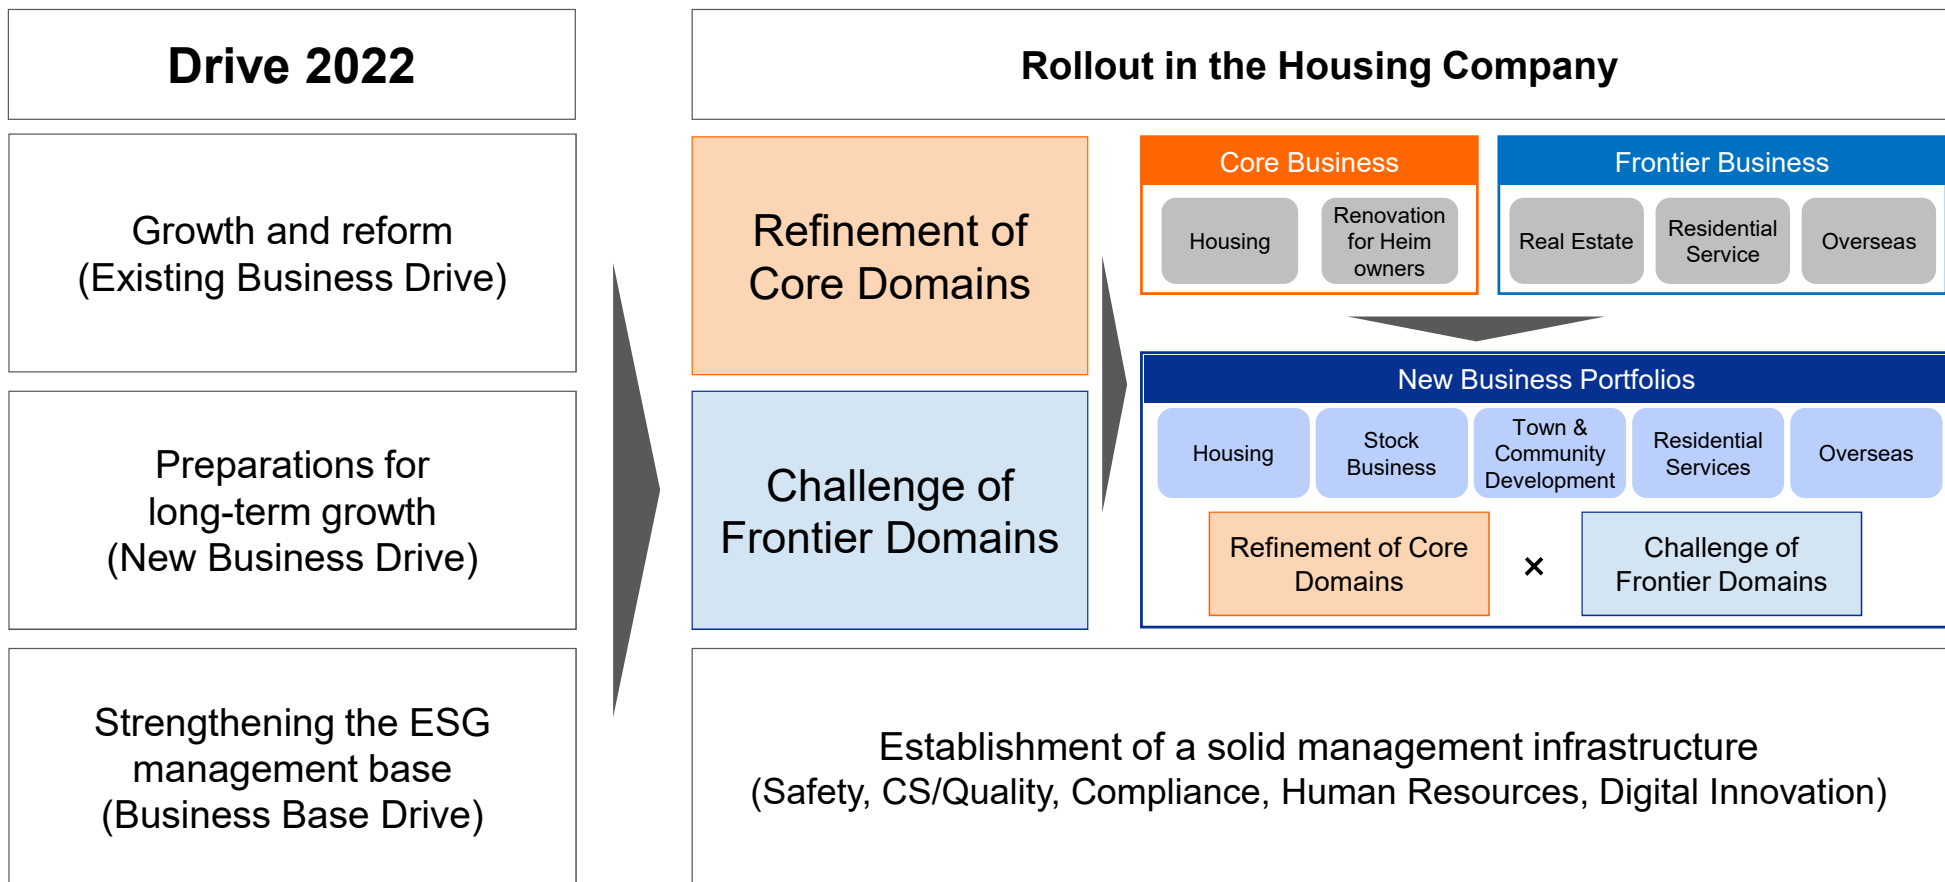 Drive 2022
Rollout in the Housing Company
Growth and reform
(Existing Business Drive)
Preparations for
long-term growth
(New Business Drive)
Strengthening the ESG
management base
(Business Base Drive)
Refinement of
Core Domains
Challenge of
Frontier Domains
Core Business
Housing
Renovation
for Heim
owners
Frontier Business
Real Estate
Residential
Service
Overseas
New Business Portfolios
Housing
Stock
Business
Town &
Community
Development
Residential
Services
Overseas
Refinement of Core
Domains
×
Challenge of
Frontier Domains
Establishment of a solid management infrastructure
(Safety, CS/Quality, Compliance, Human Resources, Digital Innovation)